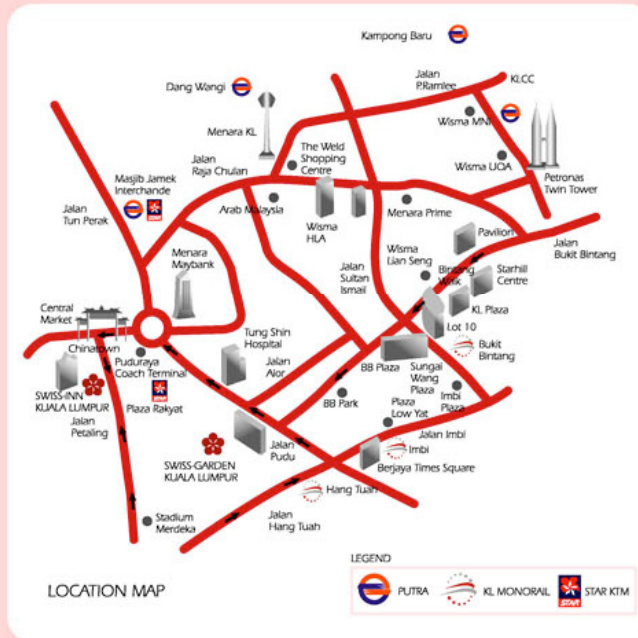 Kampong Baru
Jalan
P.Ramlee
KLCC
Dang Wangi
Wisma MNI
Menara KL
The Weld
Shopping
Centre
Jalan
Raja Chulan
Wisma UOA
Petronas
Twin Tower
Masjib Jamek
Interchande
STAR
Arab Malaysia
Wisma
HLA
Menara Prime
Jalan
Tun Perak
Pavilion
Jalan
Bukit Bintang
Menara
Maybank
Jalan
Sultan
Ismail
Wisma
Lian Seng
Bintang
Walk
Starhill
Centre
KL Plaza
Central
Market
Lot 10
Tung Shin
Hospital
Bukit
Bintang
Chinatown
Puduraya
Coach Terminal
Jalan
Alor
BB Plaza
Sungai
Wang
Plaza
Imbi
Plaza
SWISS-INN
KUALA LUMPUR
STAR
Plaza Rakyat
BB Park
Plaza
Low Yat
Jalan
Petaling
Jalan Imbi
Jalan
Pudu
Imbi
SWISS-GARDEN
KUALA LUMPUR
Berjaya Times Square
Hang Tuah
Stadium
Merdeka
Jalan
Hang Tuah
LEGEND
LOCATION MAP
PUTRA
KL MONORAIL
STAR
STAR KTM